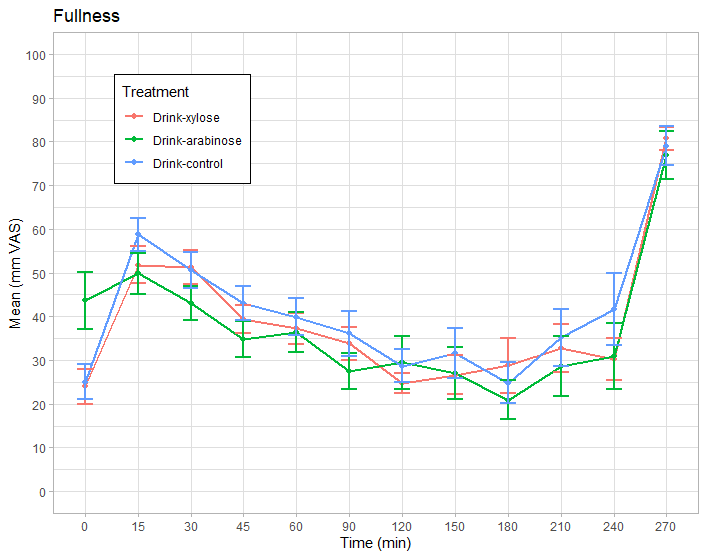 Fullness
100
90
80
70
60
50
40
30
20
10
0
Mean (mm VAS)
Treatment
Drink-xylose
Drink-arabinose
Drink-control
0 15 30 45 60 90 120 150 180 210 240 270
Time (min)